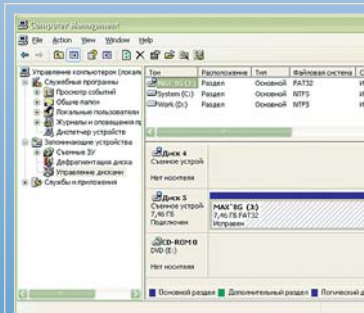 Computer Management
File Action View Window Help
Управление компьютером (локал
Служебные программы
Просмотр событий
Общие папки
Локальные пользователи
Журналы и оповещения пр
Диспетчер устройств
Запоминающие устройства
Съемные ЗУ
Дефрагментация диска
Управление дисками
Службы и приложения
Том Расположение Тип Файловая система С
MAX`8G (J:) Раздел Основной FAT32
System (C:) Раздел Основной NTFS
Work (D:) Раздел Основной NTFS
Диск 4
Съемное устрой
Нет носителя
Диск 5
Съемное устрой
7,46 ГБ
Подключен
MAX`8G (J:)
7,46 ГБ FAT32
Исправен
CD-ROM 0
DVD (E:)
Нет носителя
Основной раздел Дополнительный раздел Логический д